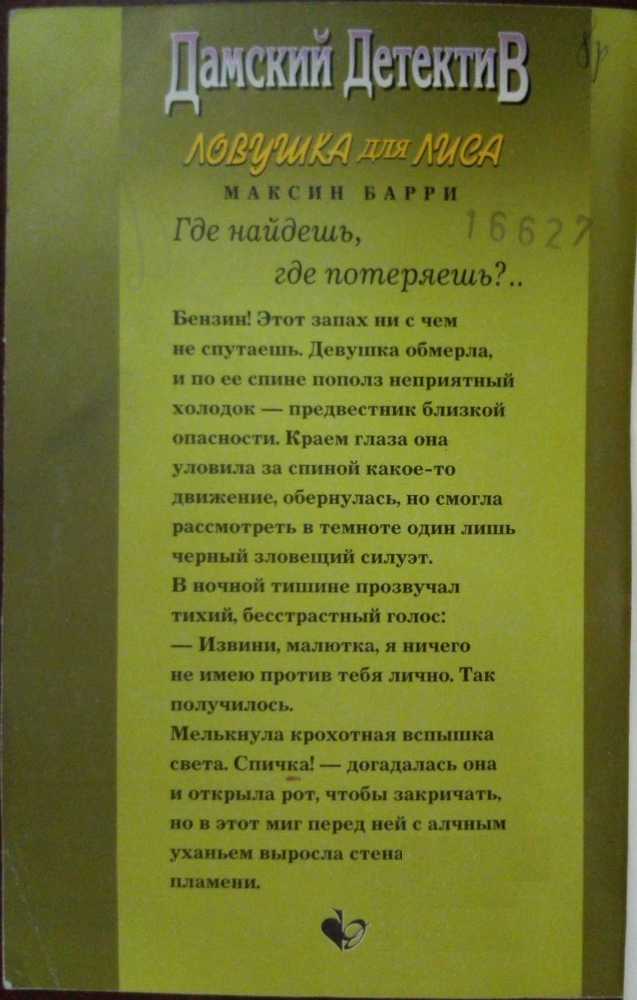 Дамский ДетектиВ
8р
ЛОВУШКА для ЛИСА
МАКСИН БАРРИ
Где найдешь,
16627
где потеряешь?..
Бензин! Этот запах ни с чем
не спутаешь. Девушка обмерла,
и по ее спине пополз неприятный
холодок — предвестник близкой
опасности. Краем глаза она
уловила за спиной какое-то
движение, обернулась, но смогла
рассмотреть в темноте один лишь
черный зловещий силуэт.
В ночной тишине прозвучал
тихий, бесстрастный голос:
— Извини, малютка, я ничего
не имею против тебя лично. Так
получилось.
Мелькнула крохотная вспышка
света. Спичка! — догадалась она
и открыла рот, чтобы закричать,
но в этот миг перед ней с алчным
уханьем выросла стена
пламени.